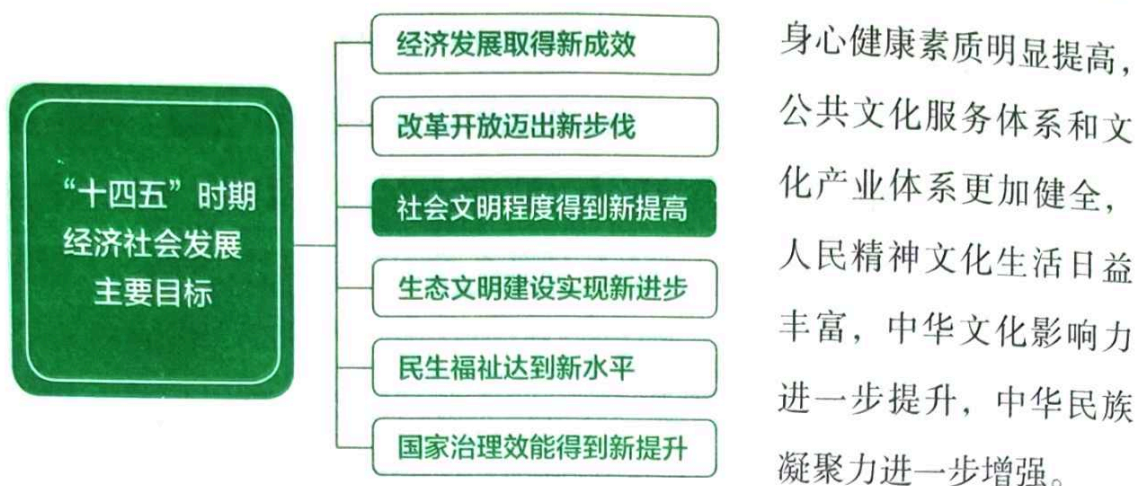 “十四五”时期
经济社会发展
主要目标
经济发展取得新成效
改革开放迈出新步伐
社会文明程度得到新提高
生态文明建设实现新进步
民生福祉达到新水平
国家治理效能得到新提升
身心健康素质明显提高，
公共文化服务体系和文
化产业体系更加健全，
人民精神文化生活日益
丰富，中华文化影响力
进一步提升，中华民族
凝聚力进一步增强。